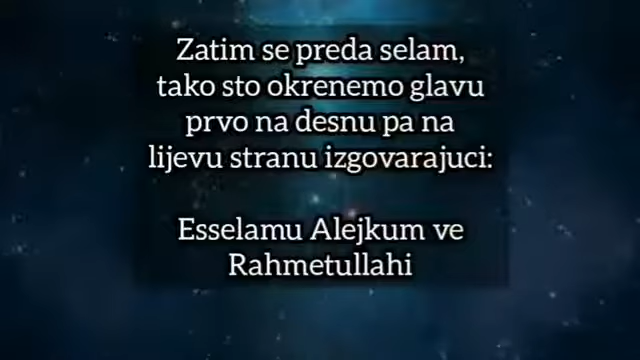 Zatim se preda selam,
tako sto okrenemo glavu
prvo na desnu pa na
lijevu stranu izgovarajuci:
Esselamu Alejkum ve
Rahmetullahi